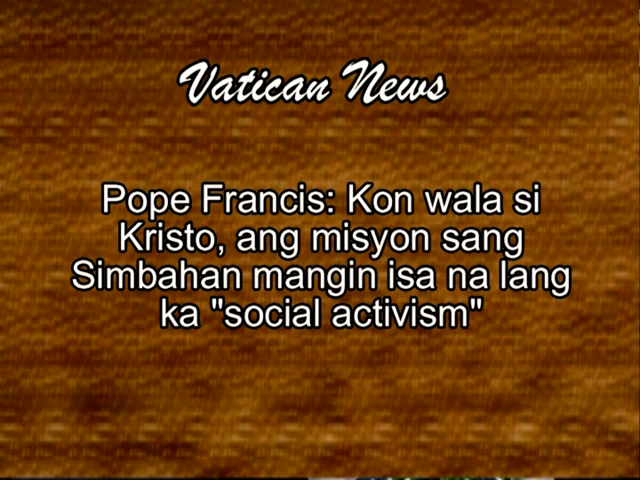 Vatican News
Pope Francis: Kon wala si
Kristo, ang misyon sang
Simbahan mangin isa na lang
ka "social activism"